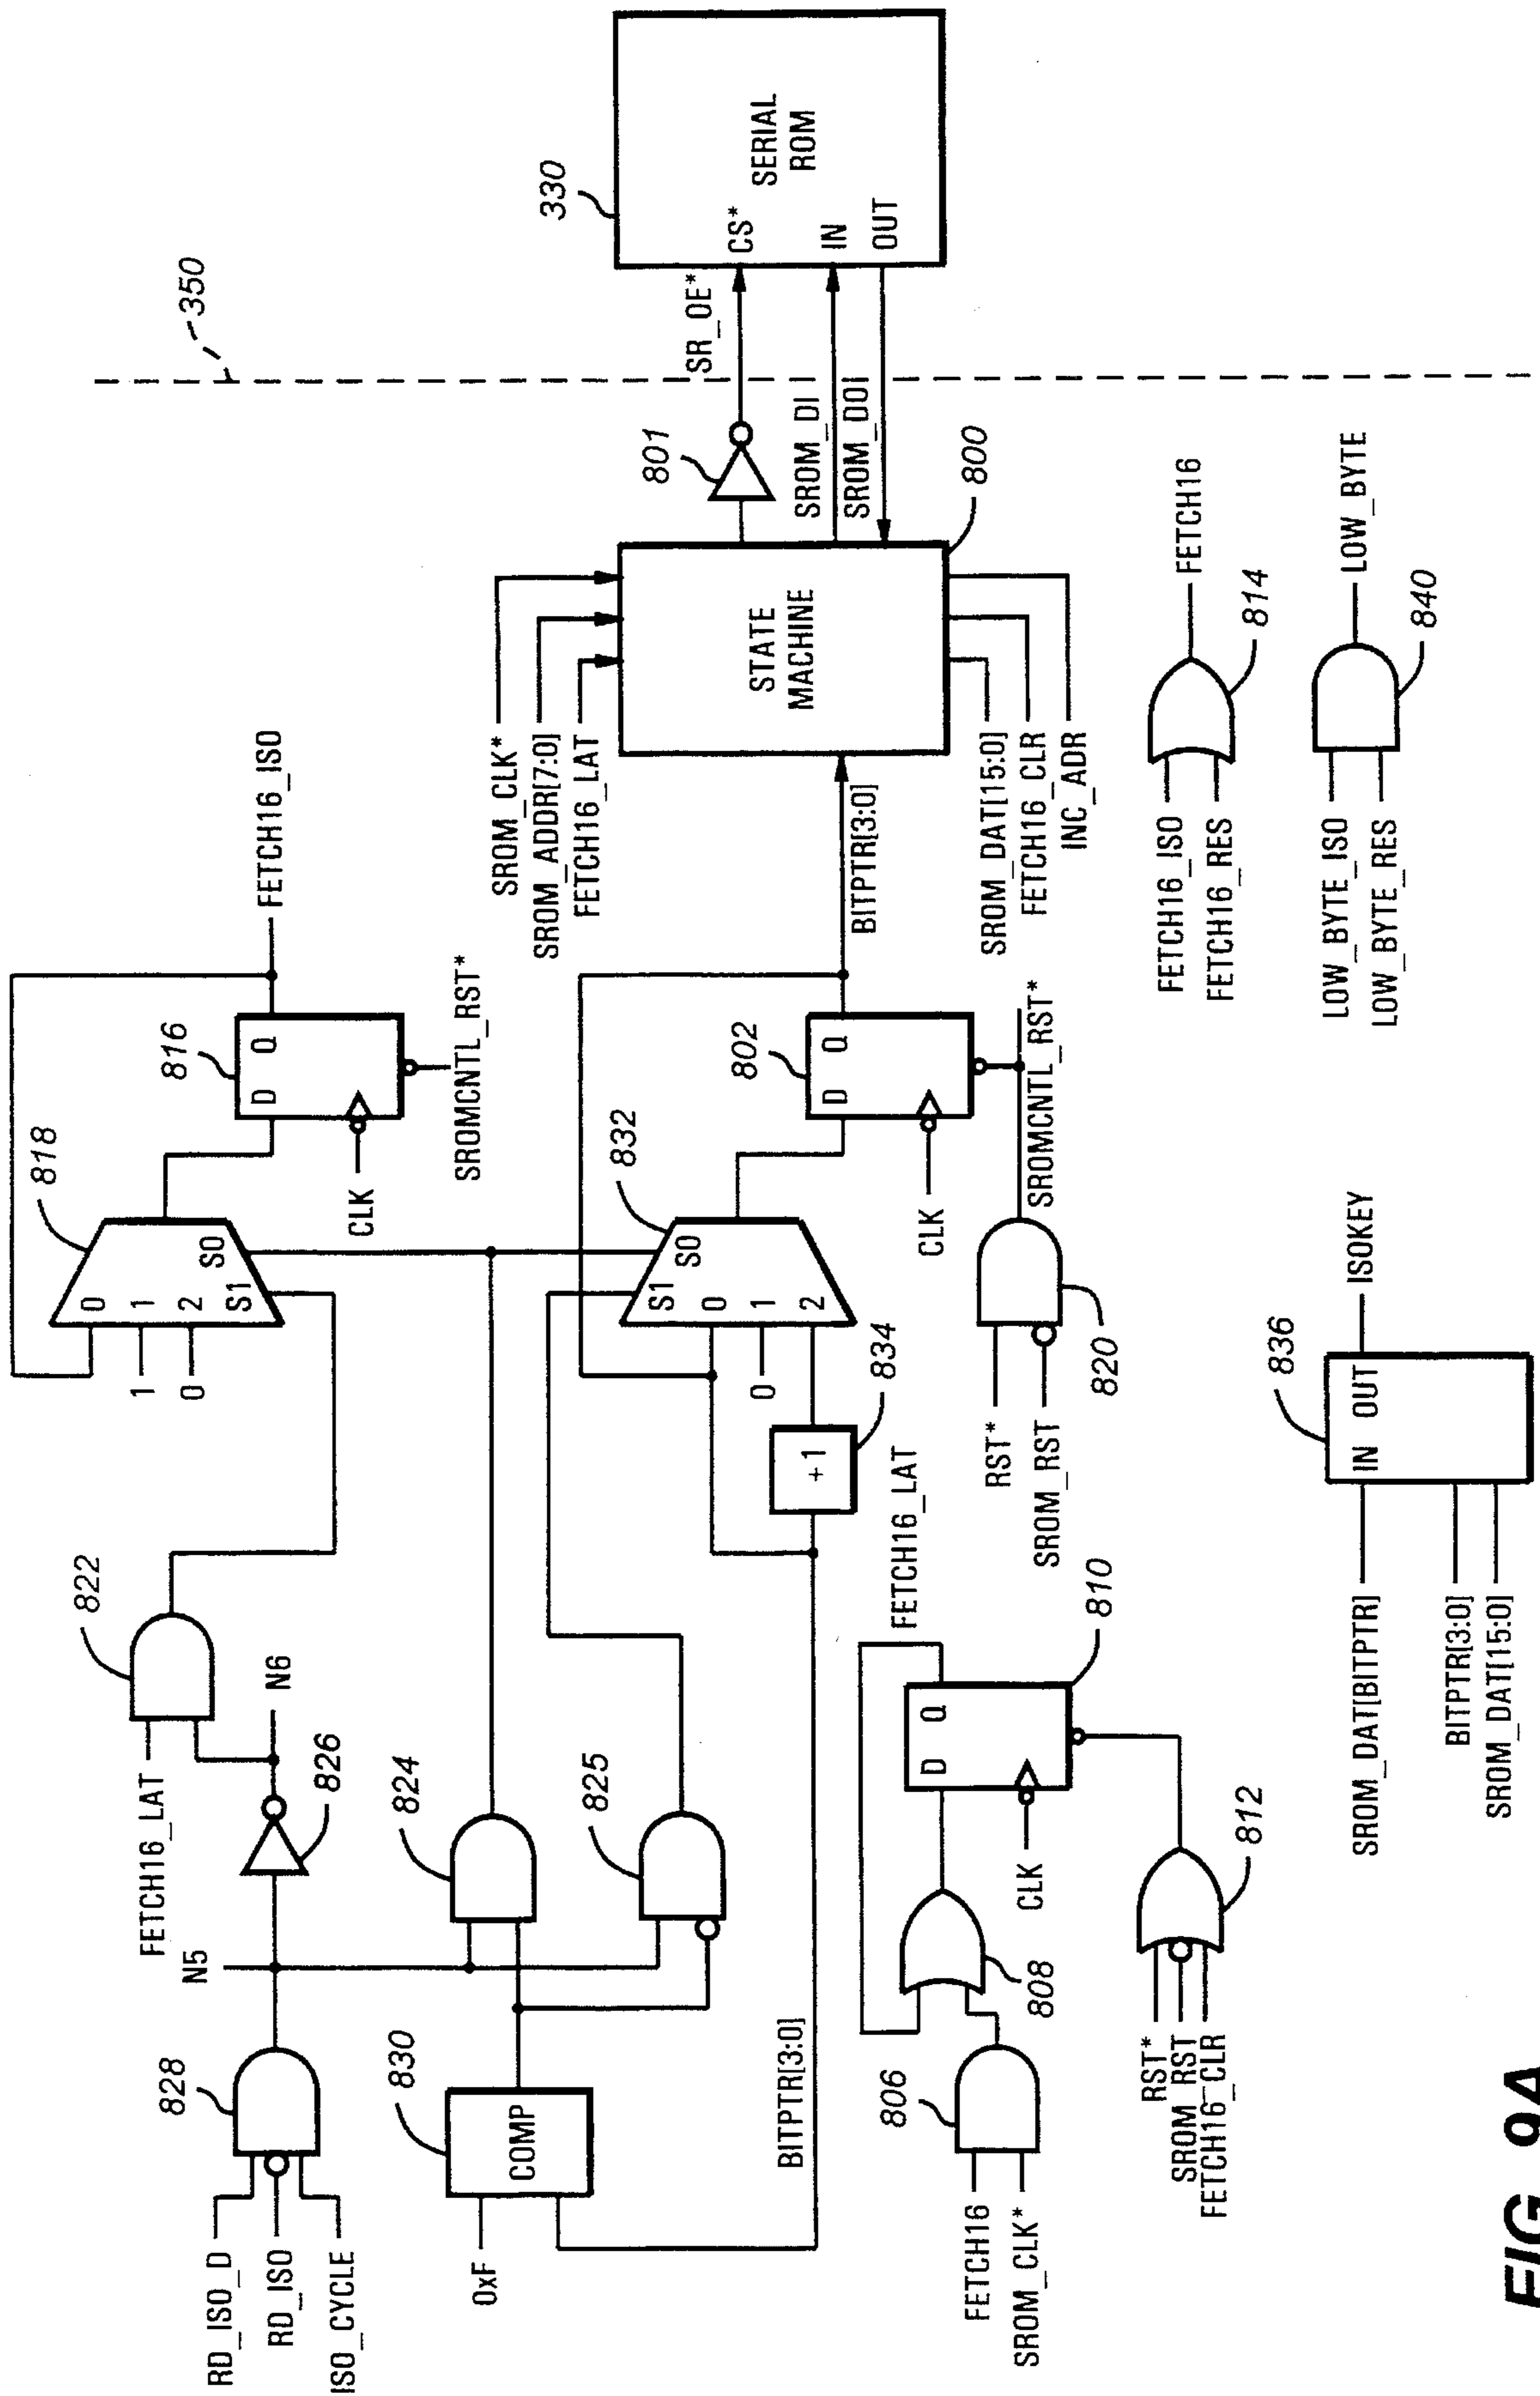 350
330
SERIAL
ROM
CS*
IN
OUT
SR_OE*
801
SROM_DI
SROM_DOI
800
STATE
MACHINE
SROM_CLK*
SROM_ADDR[7:0]
FETCH16_LAT
BITPTR[3:0]
SROM_DAT[15:0]
FETCH16_CLR
INC_ADR
FETCH16_ISO
816
D Q
CLK
SROMCNTL_RST*
818
0
1
2
S0
S1
1
0
822
FETCH16_LAT
N6
826
N5
828
RD_ISO_D
RD_ISO
ISO_CYCLE
824
825
830
COMP
0xF
BITPTR[3:0]
832
S1
S0
0
1
2
0
834
+1
802
D Q
CLK
SROMCNTL_RST*
820
RST*
SROM_RST
FETCH16_LAT
810
D Q
CLK
808
806
FETCH16
SROM_CLK*
812
RST*
SROM_RST
FETCH16_CLR
FETCH16_ISO
FETCH16_RES
FETCH16
814
LOW_BYTE_ISO
LOW_BYTE_RES
LOW_BYTE
840
836
IN OUT
ISOKEY
SROM_DAT[BITPTR]
BITPTR[3:0]
SROM_DAT[15:0]
FIG. 9A